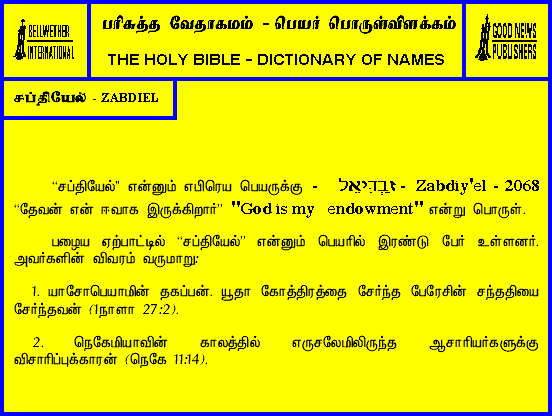 BELLWETHER
INTERNATIONAL
பரிசுத்த வேதாகமம் - பெயர் பொருள்விளக்கம்
THE HOLY BIBLE - DICTIONARY OF NAMES
GOOD NEWS
PUBLISHERS
சப்தியேல் - ZABDIEL
“சப்தியேல்” என்னும் எபிரெய பெயருக்கு - זַבְדִּיאֵל - Zabdiy'el - 2068
“தேவன் என் ஈவாக இருக்கிறார்” "God is my endowment" என்று பொருள்.
பழைய ஏற்பாட்டில் “சப்தியேல்” என்னும் பெயரில் இரண்டு பேர் உள்ளனர்.
அவர்களின் விவரம் வருமாறு:
1. யாசோபெயாமின் தகப்பன். யூதா கோத்திரத்தை சேர்ந்த பேரேசின் சந்ததியை
சேர்ந்தவன் (1நாளா 27:2).
2. நெகேமியாவின் காலத்தில் எருசலேமிலிருந்த ஆசாரியர்களுக்கு
விசாரிப்புக்காரன் (நெகே 11:14).